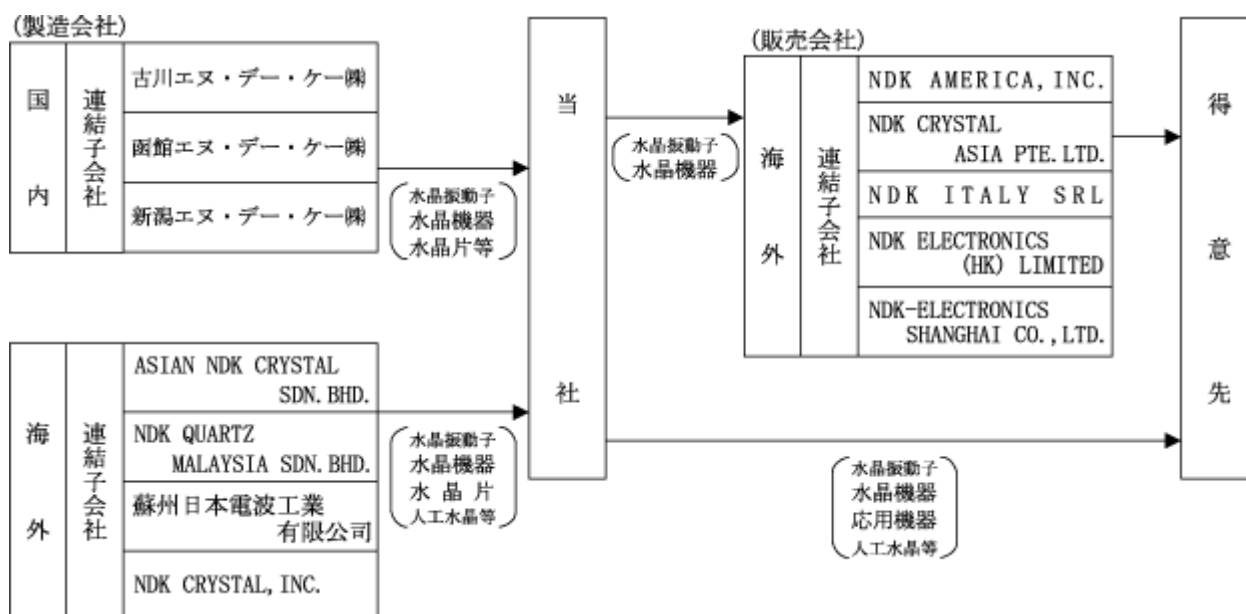 (製造会社)
国内
連結子会社
古川エヌ・デー・ケー㈱
函館エヌ・デー・ケー㈱
新潟エヌ・デー・ケー㈱
水晶振動子
水晶機器
水晶片等
海外
連結子会社
ASIAN NDK CRYSTAL
SDN.BHD.
NDK QUARTZ
MALAYSIA SDN.BHD.
蘇州日本電波工業
有限公司
NDK CRYSTAL,INC.
水晶振動子
水晶機器
水晶片
人工水晶等
当社
水晶振動子
水晶機器
(販売会社)
海外
連結子会社
NDK AMERICA,INC.
NDK CRYSTAL
ASIA PTE.LTD.
NDK ITALY SRL
NDK ELECTRONICS
(HK) LIMITED
NDK-ELECTRONICS
SHANGHAI CO.,LTD.
水晶振動子
水晶機器
応用機器
人工水晶等
得意先